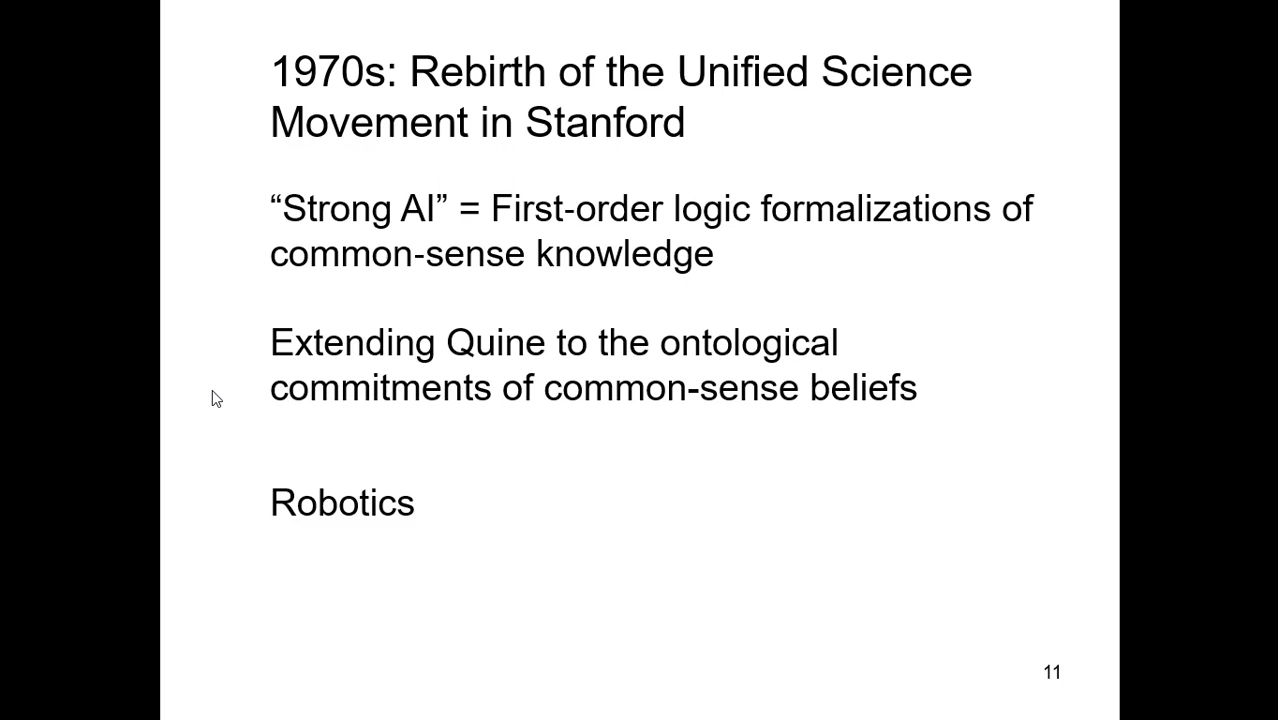 1970s: Rebirth of the Unified Science
Movement in Stanford
“Strong AI” = First-order logic formalizations of
common-sense knowledge
Extending Quine to the ontological
commitments of common-sense beliefs
Robotics
11